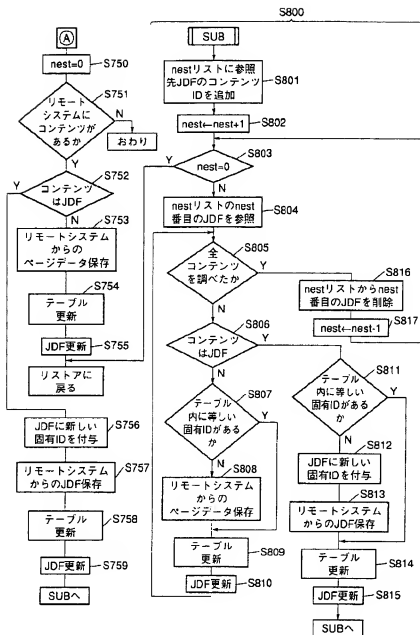 S800
A
nest=0
S750
S751
リモート
システムに
コンテンツが
あるか
N
おわり
Y
S752
コンテンツ
はJDF
Y
N
S753
リモートシステム
からの
ページデータ保存
S754
テーブル
更新
JDF更新
S755
リストアに
戻る
JDFに新しい
固有IDを付与
S756
リモートシステム
からのJDF保存
S757
テーブル
更新
S758
JDF更新
S759
SUBへ
SUB
nestリストに参照
先JDFのコンテンツ
IDを追加
S801
nest←nest+1
S802
S803
nest=0
Y
N
nestリストのnest
番目のJDFを参照
S804
S805
全
コンテンツ
を調べたか
Y
N
S816
nestリストからnest
番目のJDFを削除
S817
nest←nest-1
S806
コンテンツ
はJDF
Y
N
S807
テーブル
内に等しい
固有IDがある
か
Y
N
S808
リモートシステム
からの
ページデータ保存
テーブル
更新
S809
JDF更新
S810
S811
テーブル
内に等しい
固有IDがある
か
Y
N
S812
JDFに新しい
固有IDを付与
S813
リモートシステム
からのJDF保存
テーブル
更新
S814
JDF更新
S815
SUBへ